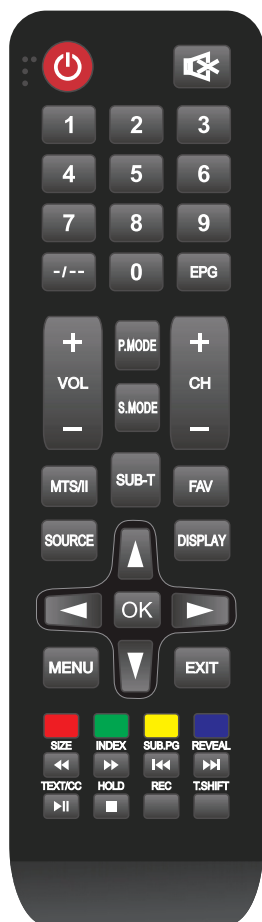 1 2 3
4 5 6
7 8 9
-/-- 0 EPG
+ P.MODE +
VOL CH
- S.MODE -
MTS/II SUB-T FAV
SOURCE DISPLAY
OK
MENU EXIT
SIZE INDEX SUB.PG REVEAL
TEXT/CC HOLD REC T.SHIFT